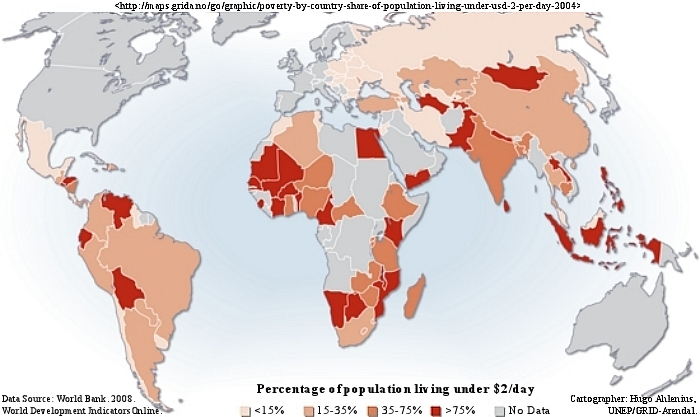 <http://maps.grida.no/go/graphic/poverty-by-country-share-of-population-living-under-usd-2-per-day-2004>
Percentage of population living under $2/day
<15% 15-35% 35-75% >75% No Data
Data Source: World Bank. 2008.
World Development Indicators Online.
Cartographer: Hugo Ahlenius,
UNEP/GRID-Arendal